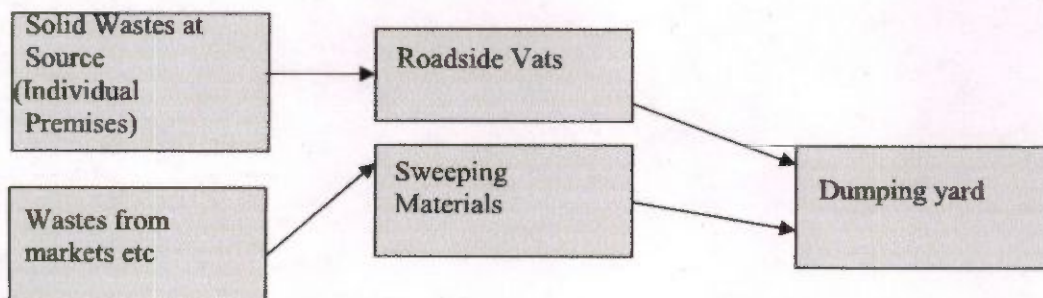 Solid Wastes at
Source
(Individual
Premises)
Roadside Vats
Wastes from
markets etc
Sweeping
Materials
Dumping yard